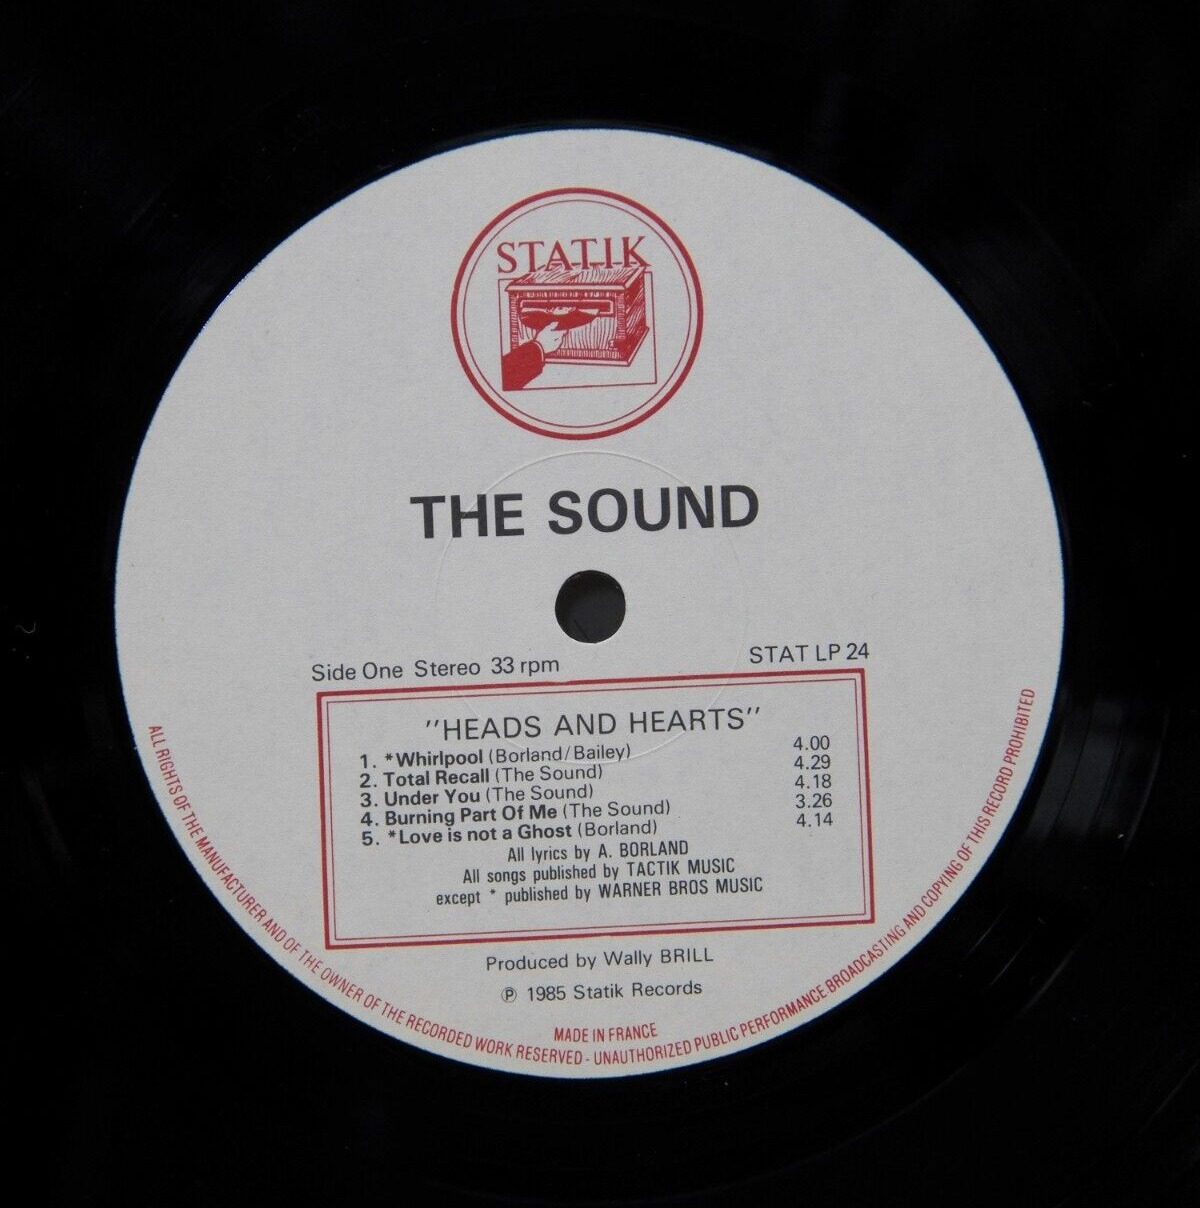 STATIK
THE SOUND
Side One Stereo 33 rpm
STAT LP 24
"HEADS AND HEARTS"
1. *Whirlpool (Borland/Bailey) 4.00
2. Total Recall (The Sound) 4.29
3. Under You (The Sound) 4.18
4. Burning Part Of Me (The Sound) 3.26
5. *Love is not a Ghost (Borland) 4.14
All lyrics by A. BORLAND
All songs published by TACTIK MUSIC
except * published by WARNER BROS MUSIC
Produced by Wally BRILL
℗ 1985 Statik Records
MADE IN FRANCE
ALL RIGHTS OF THE MANUFACTURER AND OF THE OWNER OF THE RECORDED WORK RESERVED - UNAUTHORIZED PUBLIC PERFORMANCE BROADCASTING AND COPYING OF THIS RECORD PROHIBITED